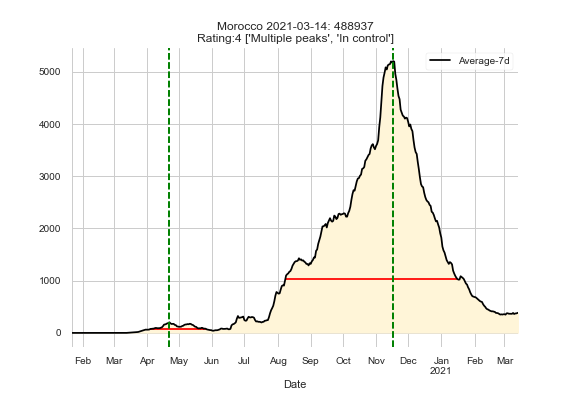 Morocco 2021-03-14: 488937
Rating:4 ['Multiple peaks', 'In control']
Average-7d
5000
4000
3000
2000
1000
0
Feb Mar Apr May Jun Jul Aug Sep Oct Nov Dec Jan Feb Mar
2021
Date